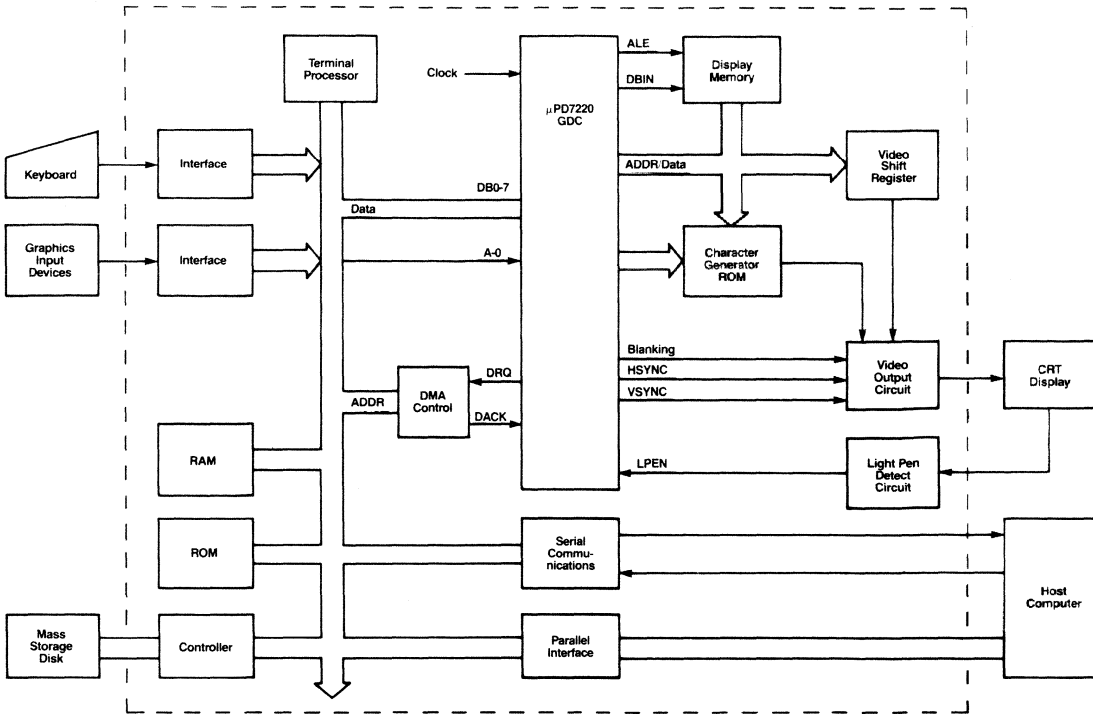 Terminal
Processor
Clock
μPD7220
GDC
ALE
DBIN
Display
Memory
Keyboard
Interface
ADDR/Data
Video
Shift
Register
DB0-7
Data
Graphics
Input
Devices
Interface
A-0
Character
Generator
ROM
Blanking
HSYNC
VSYNC
Video
Output
Circuit
CRT
Display
DRQ
ADDR
DMA
Control
DACK
RAM
LPEN
Light Pen
Detect
Circuit
ROM
Serial
Commu-
nications
Host
Computer
Mass
Storage
Disk
Controller
Parallel
Interface